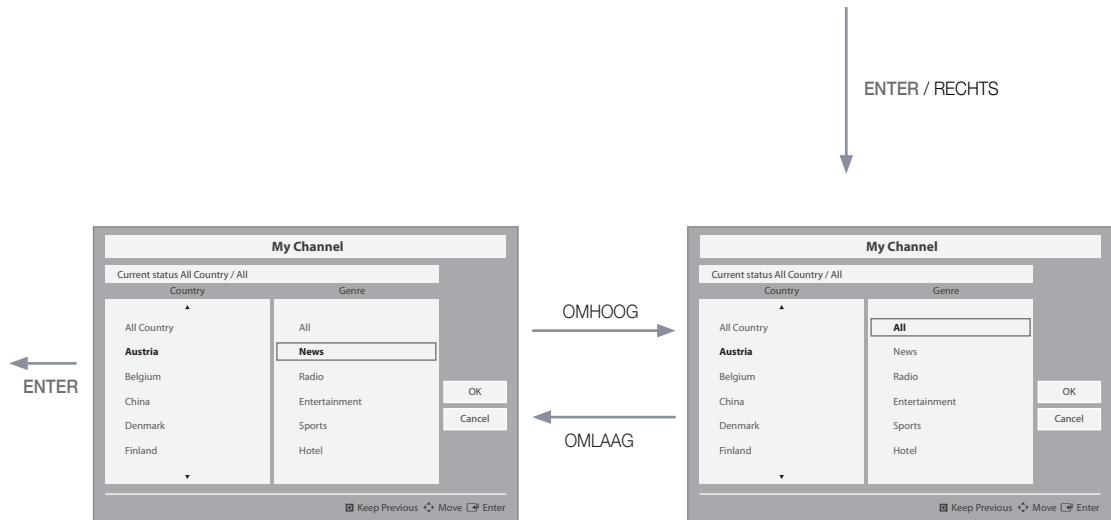 ENTER / RECHTS
My Channel
Current status All Country / All
Country Genre
▲
All Country All
Austria News
Belgium Radio
China Entertainment
Denmark Sports
Finland Hotel
▼
OK
Cancel
D Keep Previous Move Enter
ENTER
OMHOOG
OMLAAG
My Channel
Current status All Country / All
Country Genre
▲
All Country All
Austria News
Belgium Radio
China Entertainment
Denmark Sports
Finland Hotel
▼
OK
Cancel
D Keep Previous Move Enter